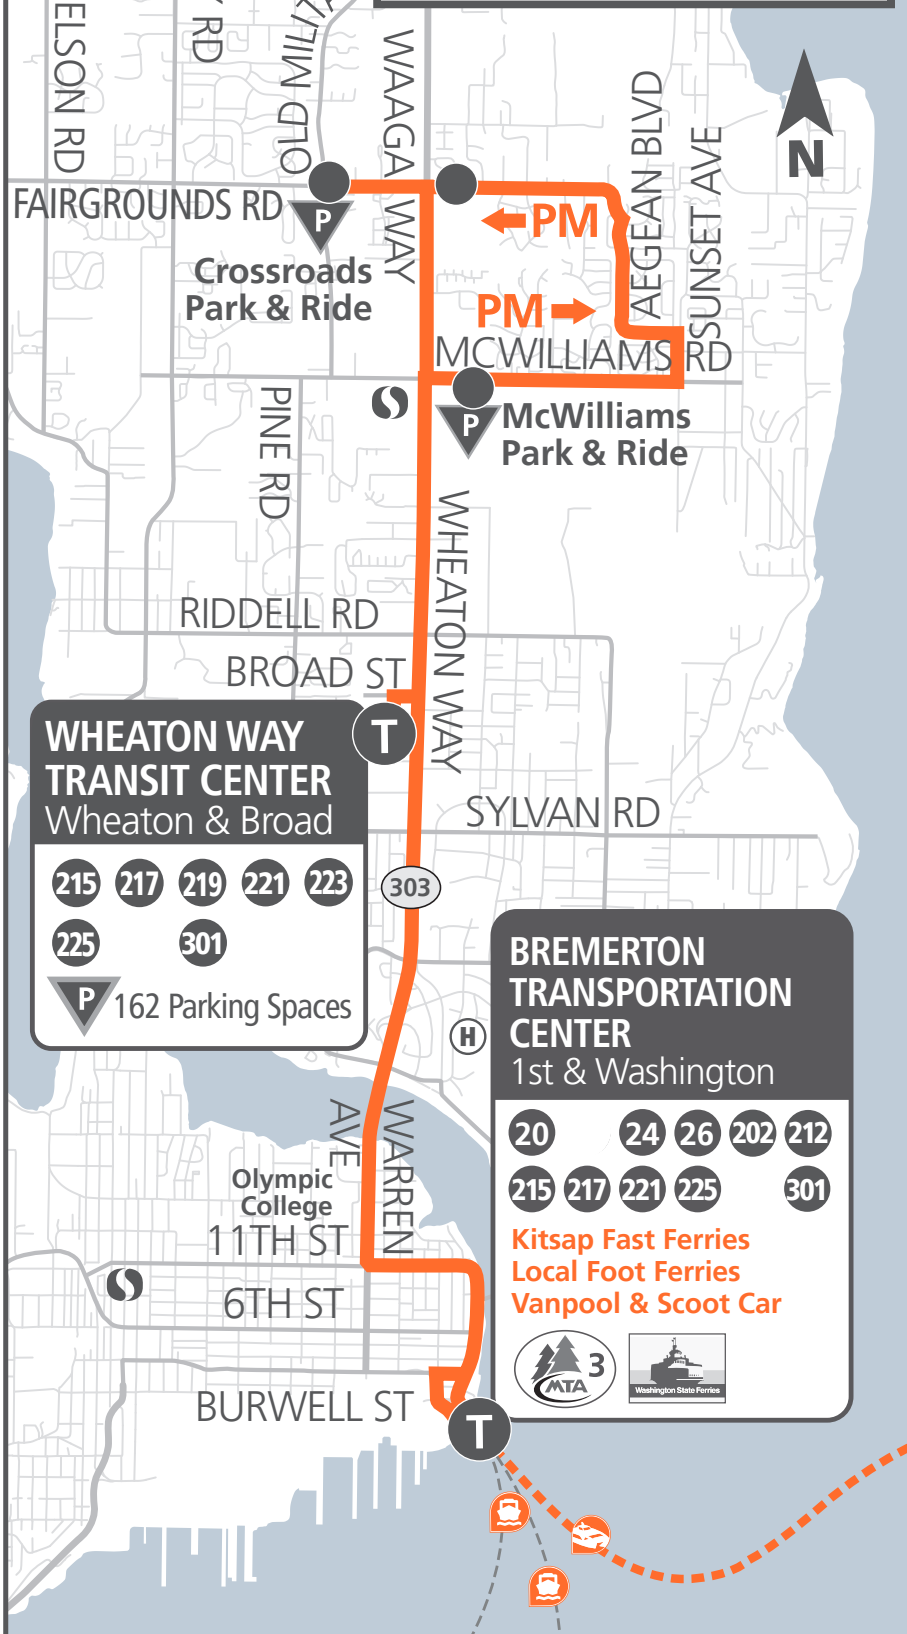 ELSON RD
RD
OLD MILITA
WAAGA WAY
AEGEAN BLVD
SUNSET AVE
N
FAIRGROUNDS RD
P
PM
Crossroads
Park & Ride
PM
MCWILLIAMS RD
PINE RD
P
McWilliams
Park & Ride
WHEATON WAY
RIDDELL RD
BROAD ST
WHEATON WAY
TRANSIT CENTER
Wheaton & Broad
T
SYLVAN RD
215 217 219 221 223
225 301
P 162 Parking Spaces
303
H
BREMERTON
TRANSPORTATION
CENTER
1st & Washington
20 24 26 202 212
215 217 221 225 301
Kitsap Fast Ferries
Local Foot Ferries
Vanpool & Scoot Car
MTA 3
Washington State Ferries
WARREN
AVE
Olympic
College
11TH ST
6TH ST
BURWELL ST
T